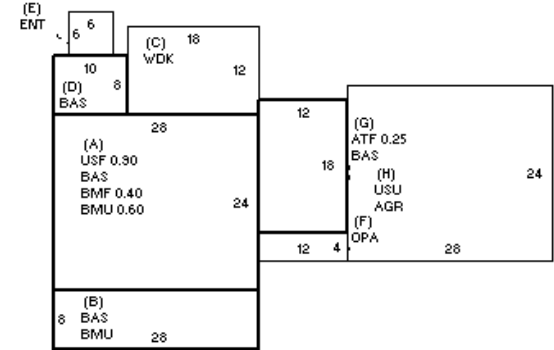 (E)
ENT
6
6
(C)
WDK
18
12
10
8
(D)
BAS
28
(A)
USF 0.90
BAS
BMF 0.40
BMU 0.60
24
12
18
(G)
ATF 0.25
BAS
(H)
USU
AGR
24
(F)
OPA
12
4
28
(B)
BAS
BMU
8
28